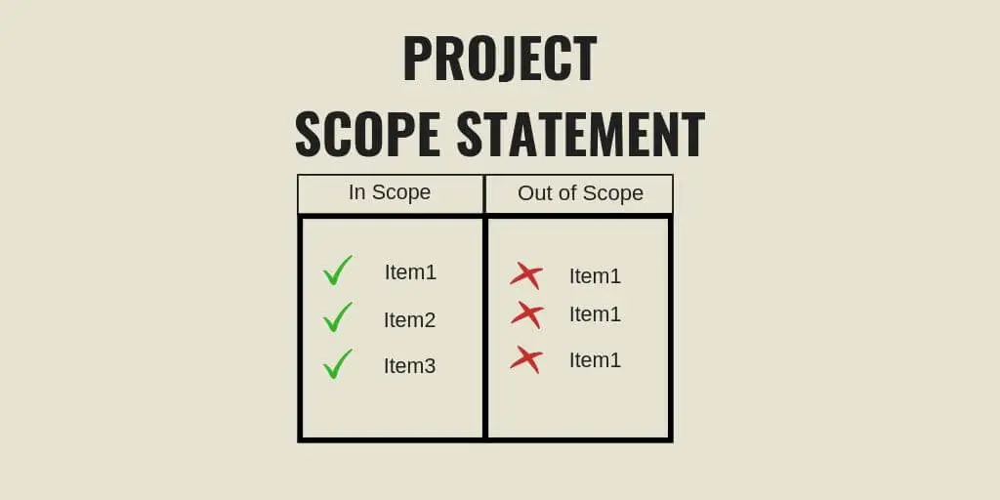 PROJECT
SCOPE STATEMENT
In Scope
Out of Scope
Item1
Item2
Item3
Item1
Item1
Item1